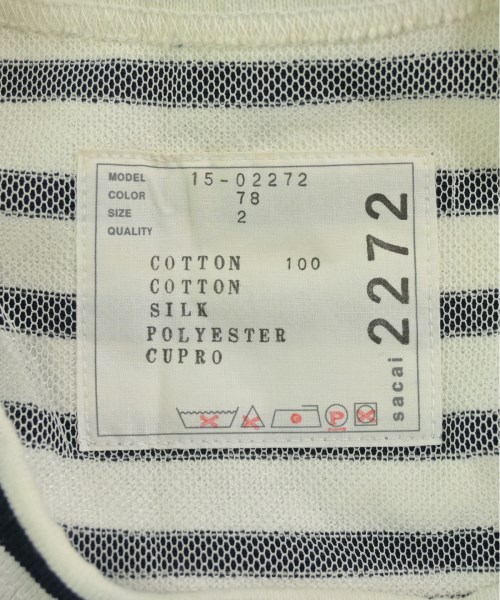 MODEL 15-02272
COLOR 78
SIZE 2
QUALITY
COTTON 100
COTTON
SILK
POLYESTER
CUPRO
P
sacai 2272